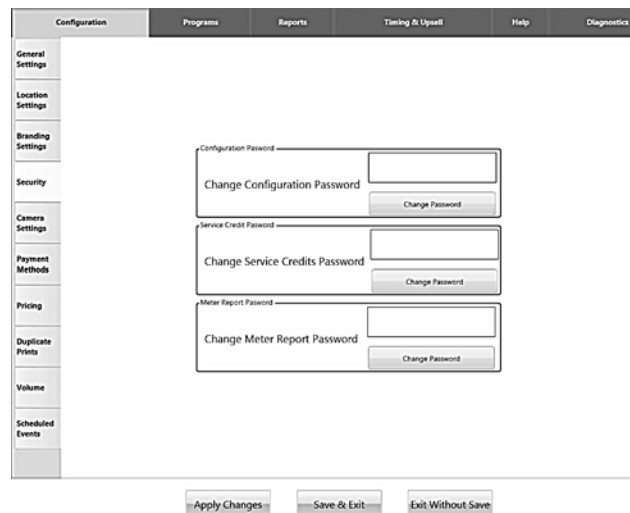 Configuration
Programs
Reports
Timing & Upsell
Help
Diagnostics
General
Settings
Location
Settings
Branding
Settings
Security
Camera
Settings
Payment
Methods
Pricing
Duplicate
Prints
Volume
Scheduled
Events
Configuration Pasword
Change Configuration Password
Change Password
Service Credit Pasword
Change Service Credits Password
Change Password
Meter Report Pasword
Change Meter Report Password
Change Password
Apply Changes
Save & Exit
Exit Without Save